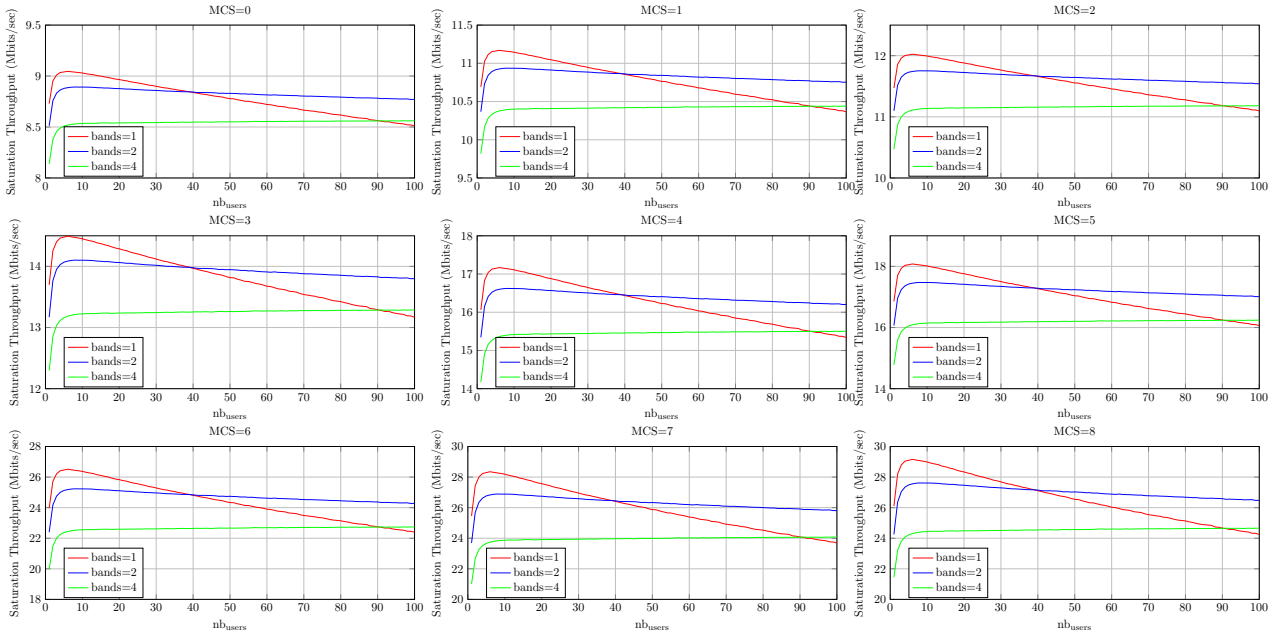 MCS=0
Saturation Throughput (Mbits/sec)
9.5
9
8.5
8
bands=1
bands=2
bands=4
0 10 20 30 40 50 60 70 80 90 100
nb_users
MCS=1
Saturation Throughput (Mbits/sec)
11.5
11
10.5
10
9.5
bands=1
bands=2
bands=4
0 10 20 30 40 50 60 70 80 90 100
nb_users
MCS=2
Saturation Throughput (Mbits/sec)
12
11
10
bands=1
bands=2
bands=4
0 10 20 30 40 50 60 70 80 90 100
nb_users
MCS=3
Saturation Throughput (Mbits/sec)
14
13
12
bands=1
bands=2
bands=4
0 10 20 30 40 50 60 70 80 90 100
nb_users
MCS=4
Saturation Throughput (Mbits/sec)
18
17
16
15
14
bands=1
bands=2
bands=4
0 10 20 30 40 50 60 70 80 90 100
nb_users
MCS=5
Saturation Throughput (Mbits/sec)
18
16
14
bands=1
bands=2
bands=4
0 10 20 30 40 50 60 70 80 90 100
nb_users
MCS=6
Saturation Throughput (Mbits/sec)
28
26
24
22
20
18
bands=1
bands=2
bands=4
0 10 20 30 40 50 60 70 80 90 100
nb_users
MCS=7
Saturation Throughput (Mbits/sec)
30
28
26
24
22
20
bands=1
bands=2
bands=4
0 10 20 30 40 50 60 70 80 90 100
nb_users
MCS=8
Saturation Throughput (Mbits/sec)
30
28
26
24
22
20
bands=1
bands=2
bands=4
0 10 20 30 40 50 60 70 80 90 100
nb_users